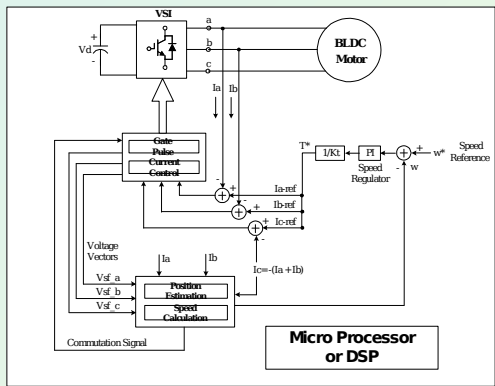 VSI
a
b
c
+
Vd
-
BLDC
Motor
Ia
Ib
Gate
Pulse
Current
Control
T*
1/Kt
PI
Speed
Regulator
+
-
w*
w
Speed
Reference
Ia-ref
Ib-ref
Ic-ref
-
+
-
+
+
-
Voltage
Vectors
Ia
Ib
Ic=-(Ia+Ib)
Vsf_a
Vsf_b
Vsf_c
Position
Estimation
Speed
Calculation
Commutation Signal
Micro Processor
or DSP